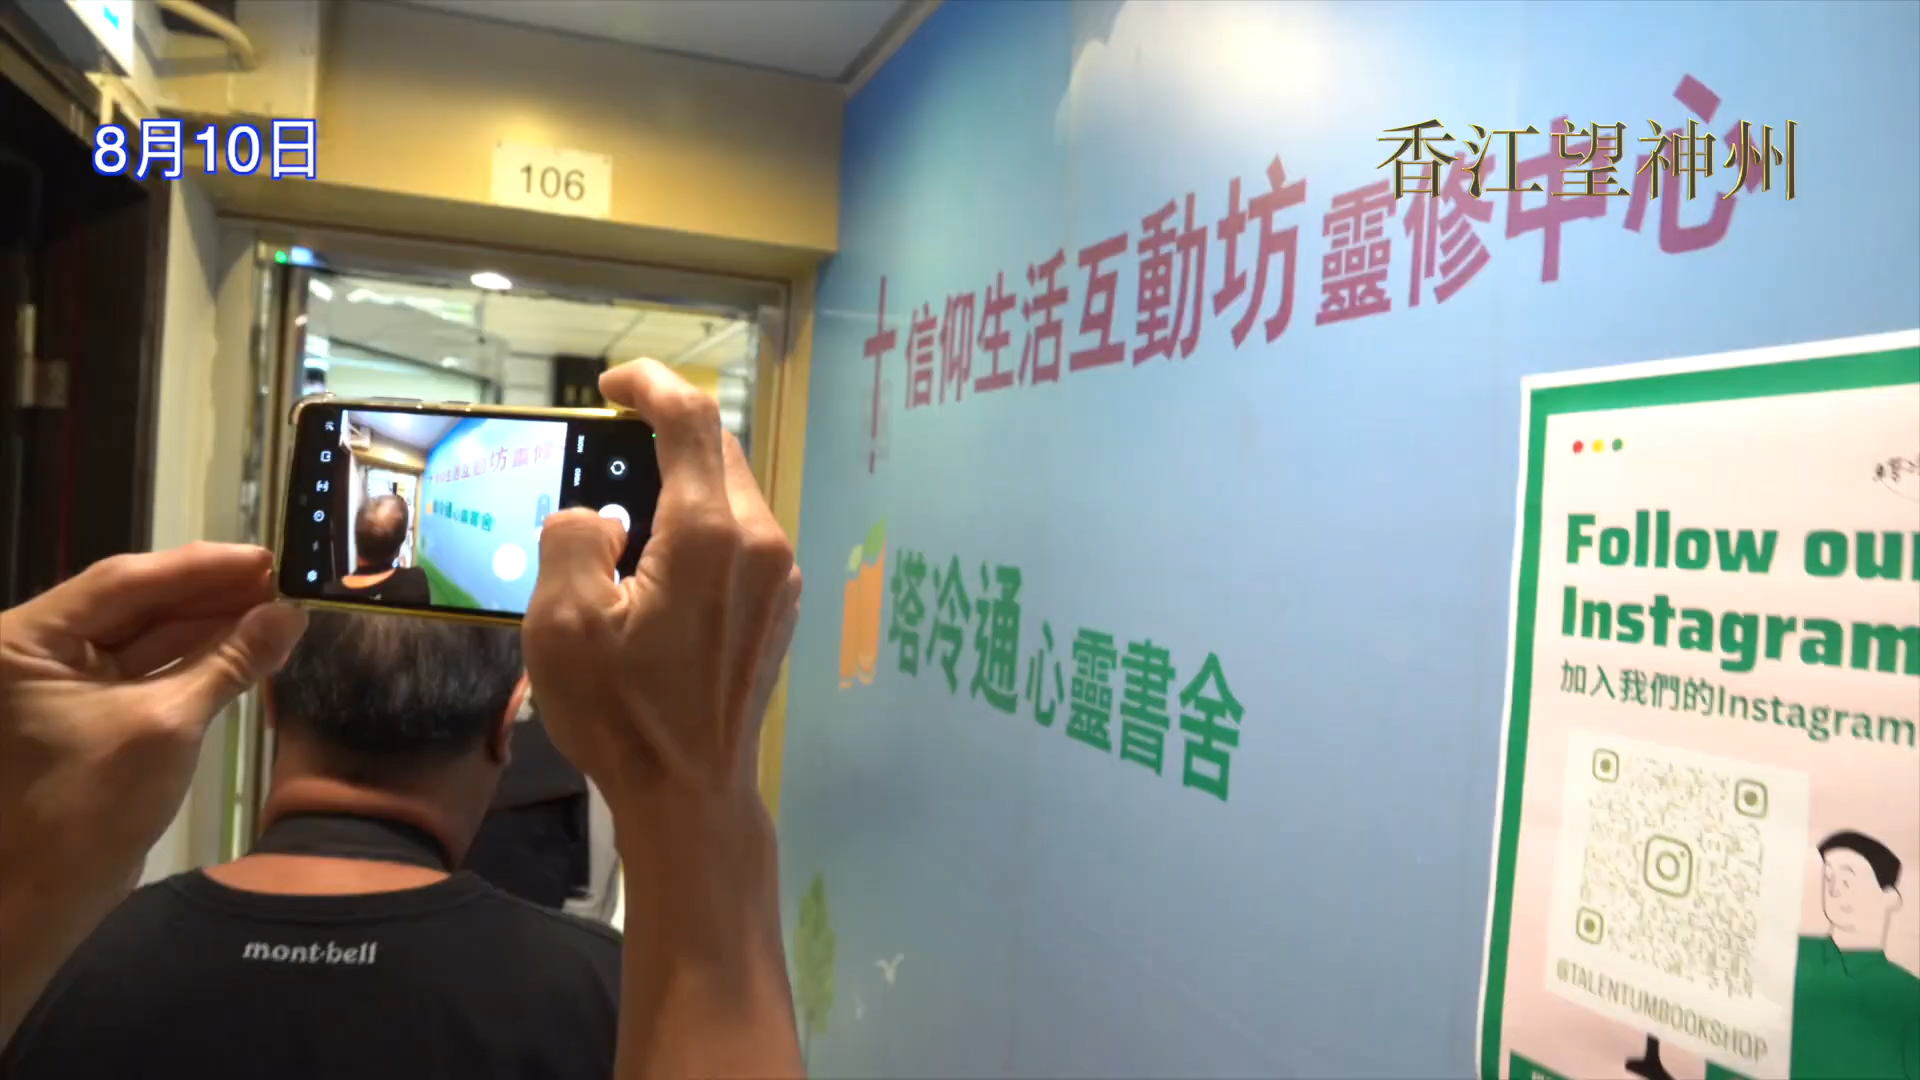 8月10日
香江望神州
106
信仰生活互動坊靈修中心
塔冷通心靈書舍
Follow our
Instagram
加入我們的Instagram
@TALENTUMBOOKSHOP
mont·bell